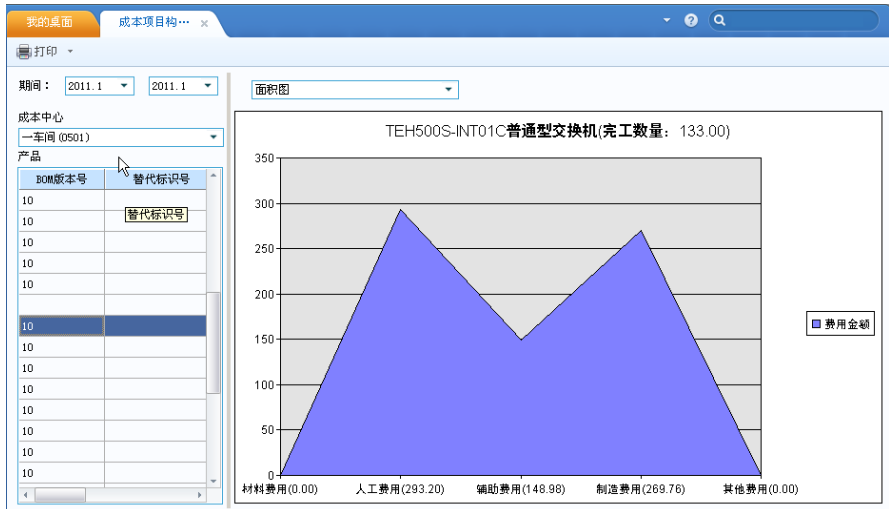 我的桌面
成本项目构…
打印
期间： 2011.1 2011.1
成本中心
一车间(0501)
产品
BOM版本号 替代标识号
10
替代标识号
10
10
10
10
10
10
10
10
10
10
10
10
面积图
TEH500S-INT01C普通型交换机(完工数量：133.00)
350
300
250
200
150
100
50
0
材料费用(0.00) 人工费用(293.20) 辅助费用(148.98) 制造费用(269.76) 其他费用(0.00)
费用金额